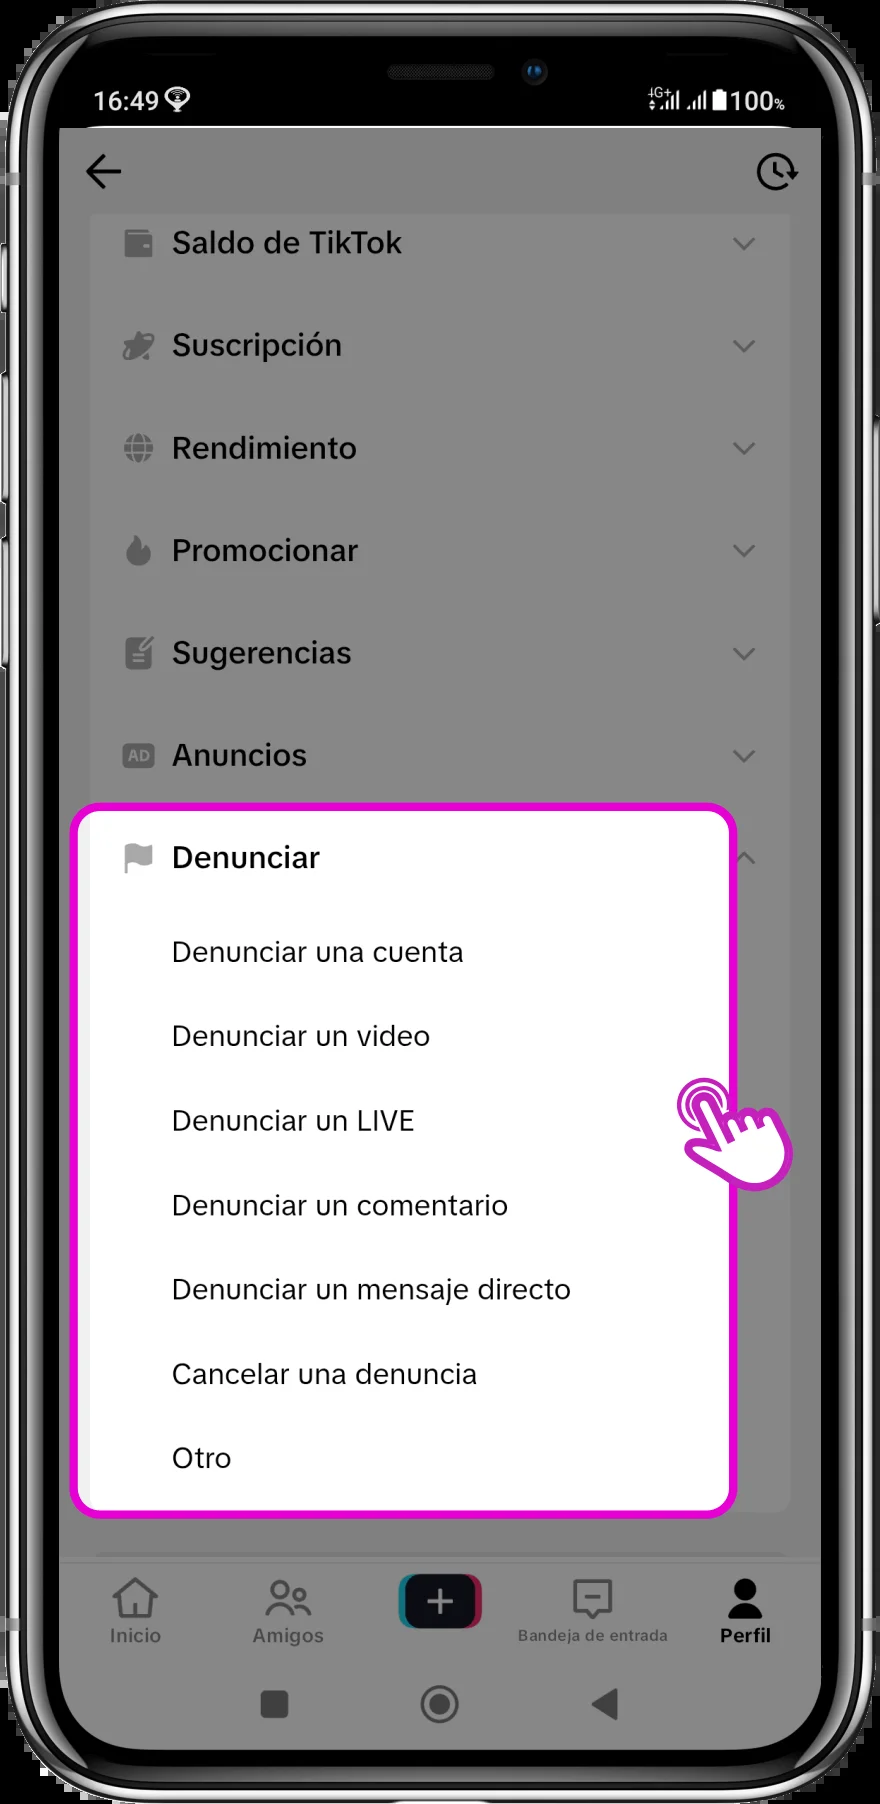 16:49 4G+ 100%
Saldo de TikTok
Suscripción
Rendimiento
Promocionar
Sugerencias
AD Anuncios
Denunciar
Denunciar una cuenta
Denunciar un video
Denunciar un LIVE
Denunciar un comentario
Denunciar un mensaje directo
Cancelar una denuncia
Otro
Inicio Amigos Bandeja de entrada Perfil